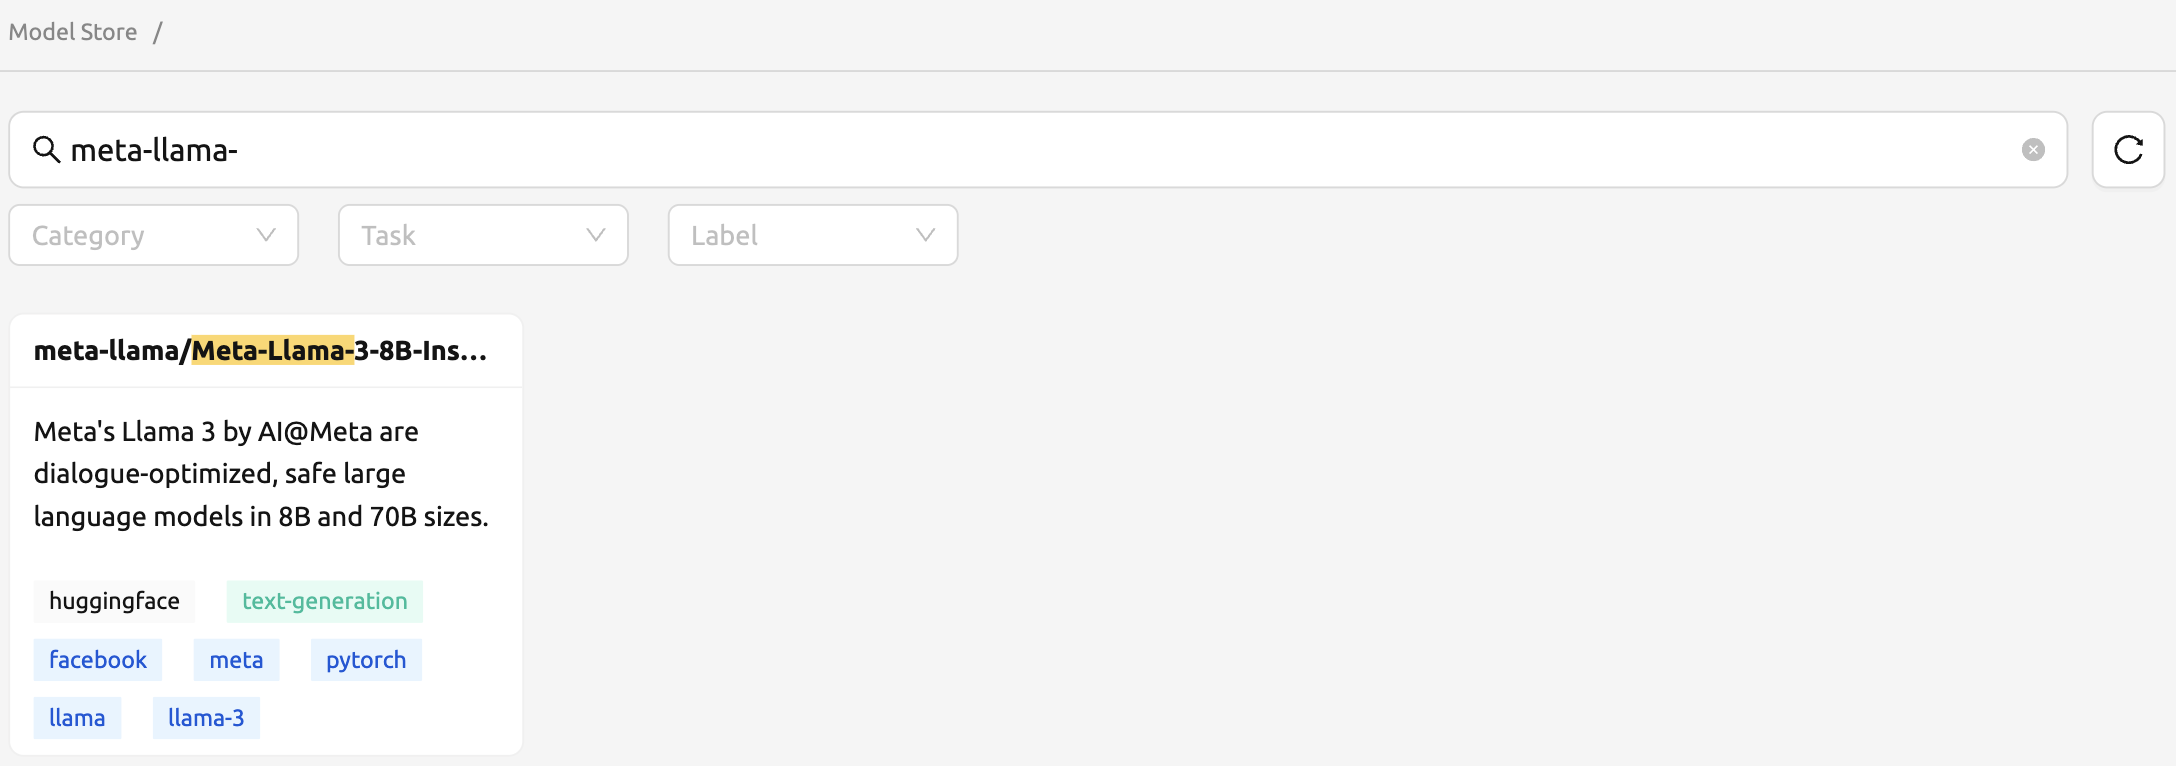 Model Store /
meta-llama-
Category Task Label
meta-llama/Meta-Llama-3-8B-Ins...
Meta's Llama 3 by AI@Meta are
dialogue-optimized, safe large
language models in 8B and 70B sizes.
huggingface text-generation
facebook meta pytorch
llama llama-3